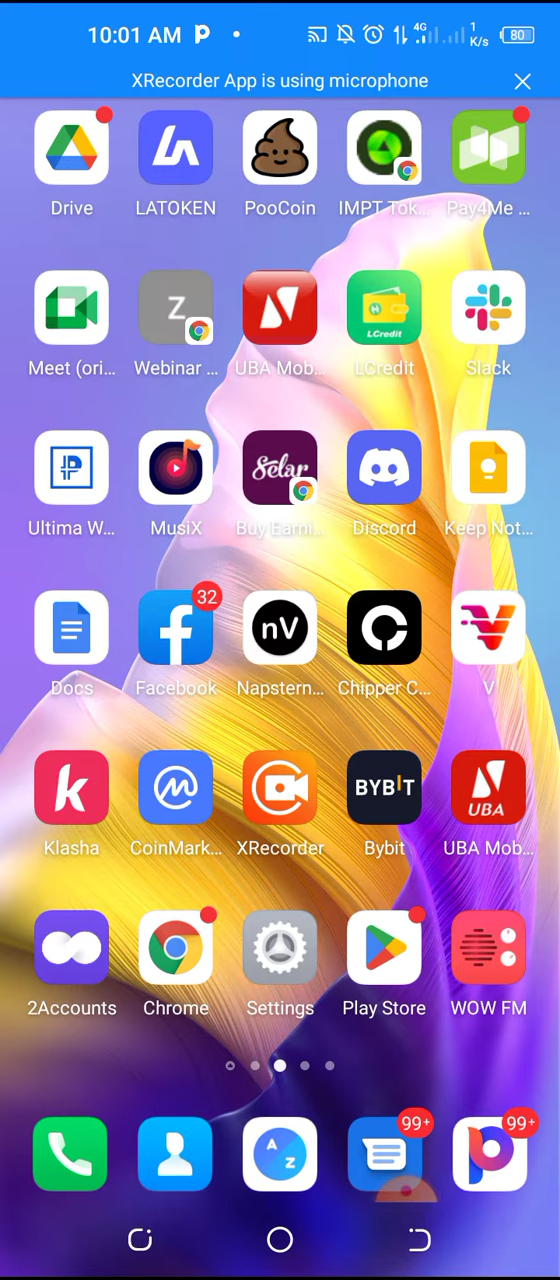 10:01 AM
4G
1
K/s
80
XRecorder App is using microphone
Drive LATOKEN PooCoin IMPT Tok... Pay4Me ...
Z
LCredit
Meet (ori... Webinar ... UBA Mob... LCredit Slack
Selar
Ultima W... MusiX Buy Earni... Discord Keep Not...
32
nV
Docs Facebook Napstern... Chipper C... V
k
BYBIT
UBA
Klasha CoinMark... XRecorder Bybit UBA Mob...
2Accounts Chrome Settings Play Store WOW FM
99+ 99+
A
Z